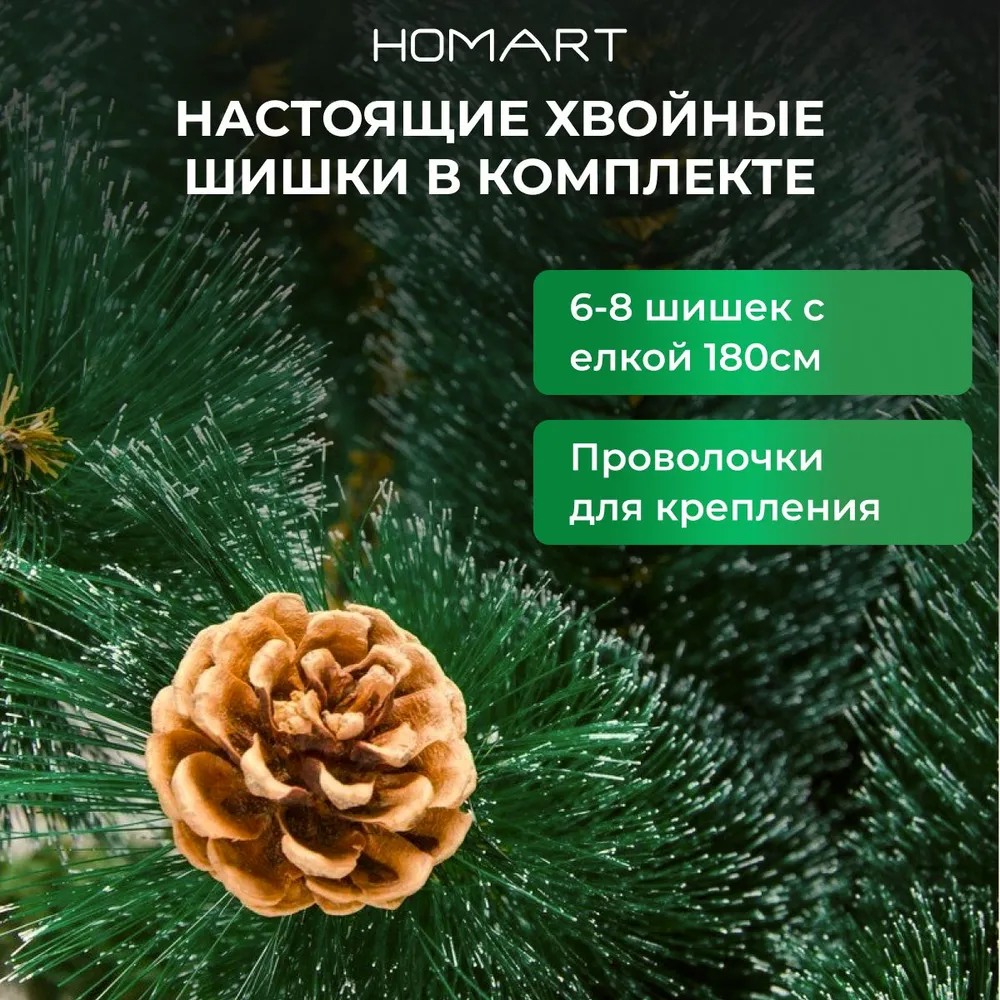 HOMART
НАСТОЯЩИЕ ХВОЙНЫЕ
ШИШКИ В КОМПЛЕКТЕ
6-8 шишек с
елкой 180см
Проволочки
для крепления